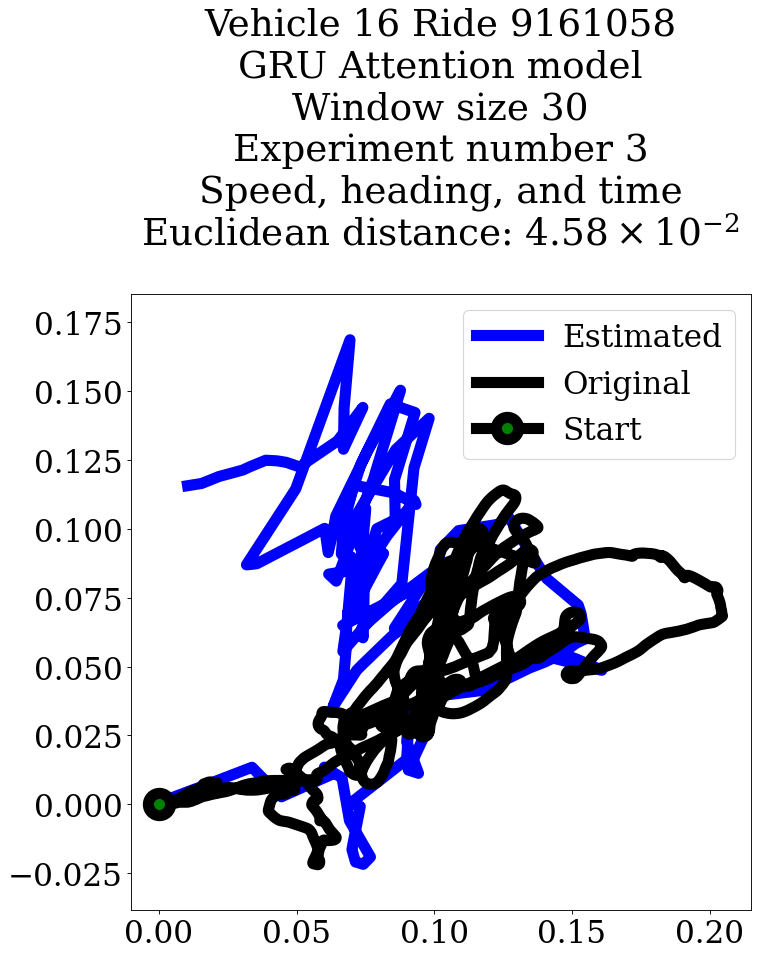 Vehicle 16 Ride 9161058
GRU Attention model
Window size 30
Experiment number 3
Speed, heading, and time
Euclidean distance: 4.58 × 10⁻²
0.175
0.150
0.125
0.100
0.075
0.050
0.025
0.000
−0.025
Estimated
Original
Start
0.00 0.05 0.10 0.15 0.20